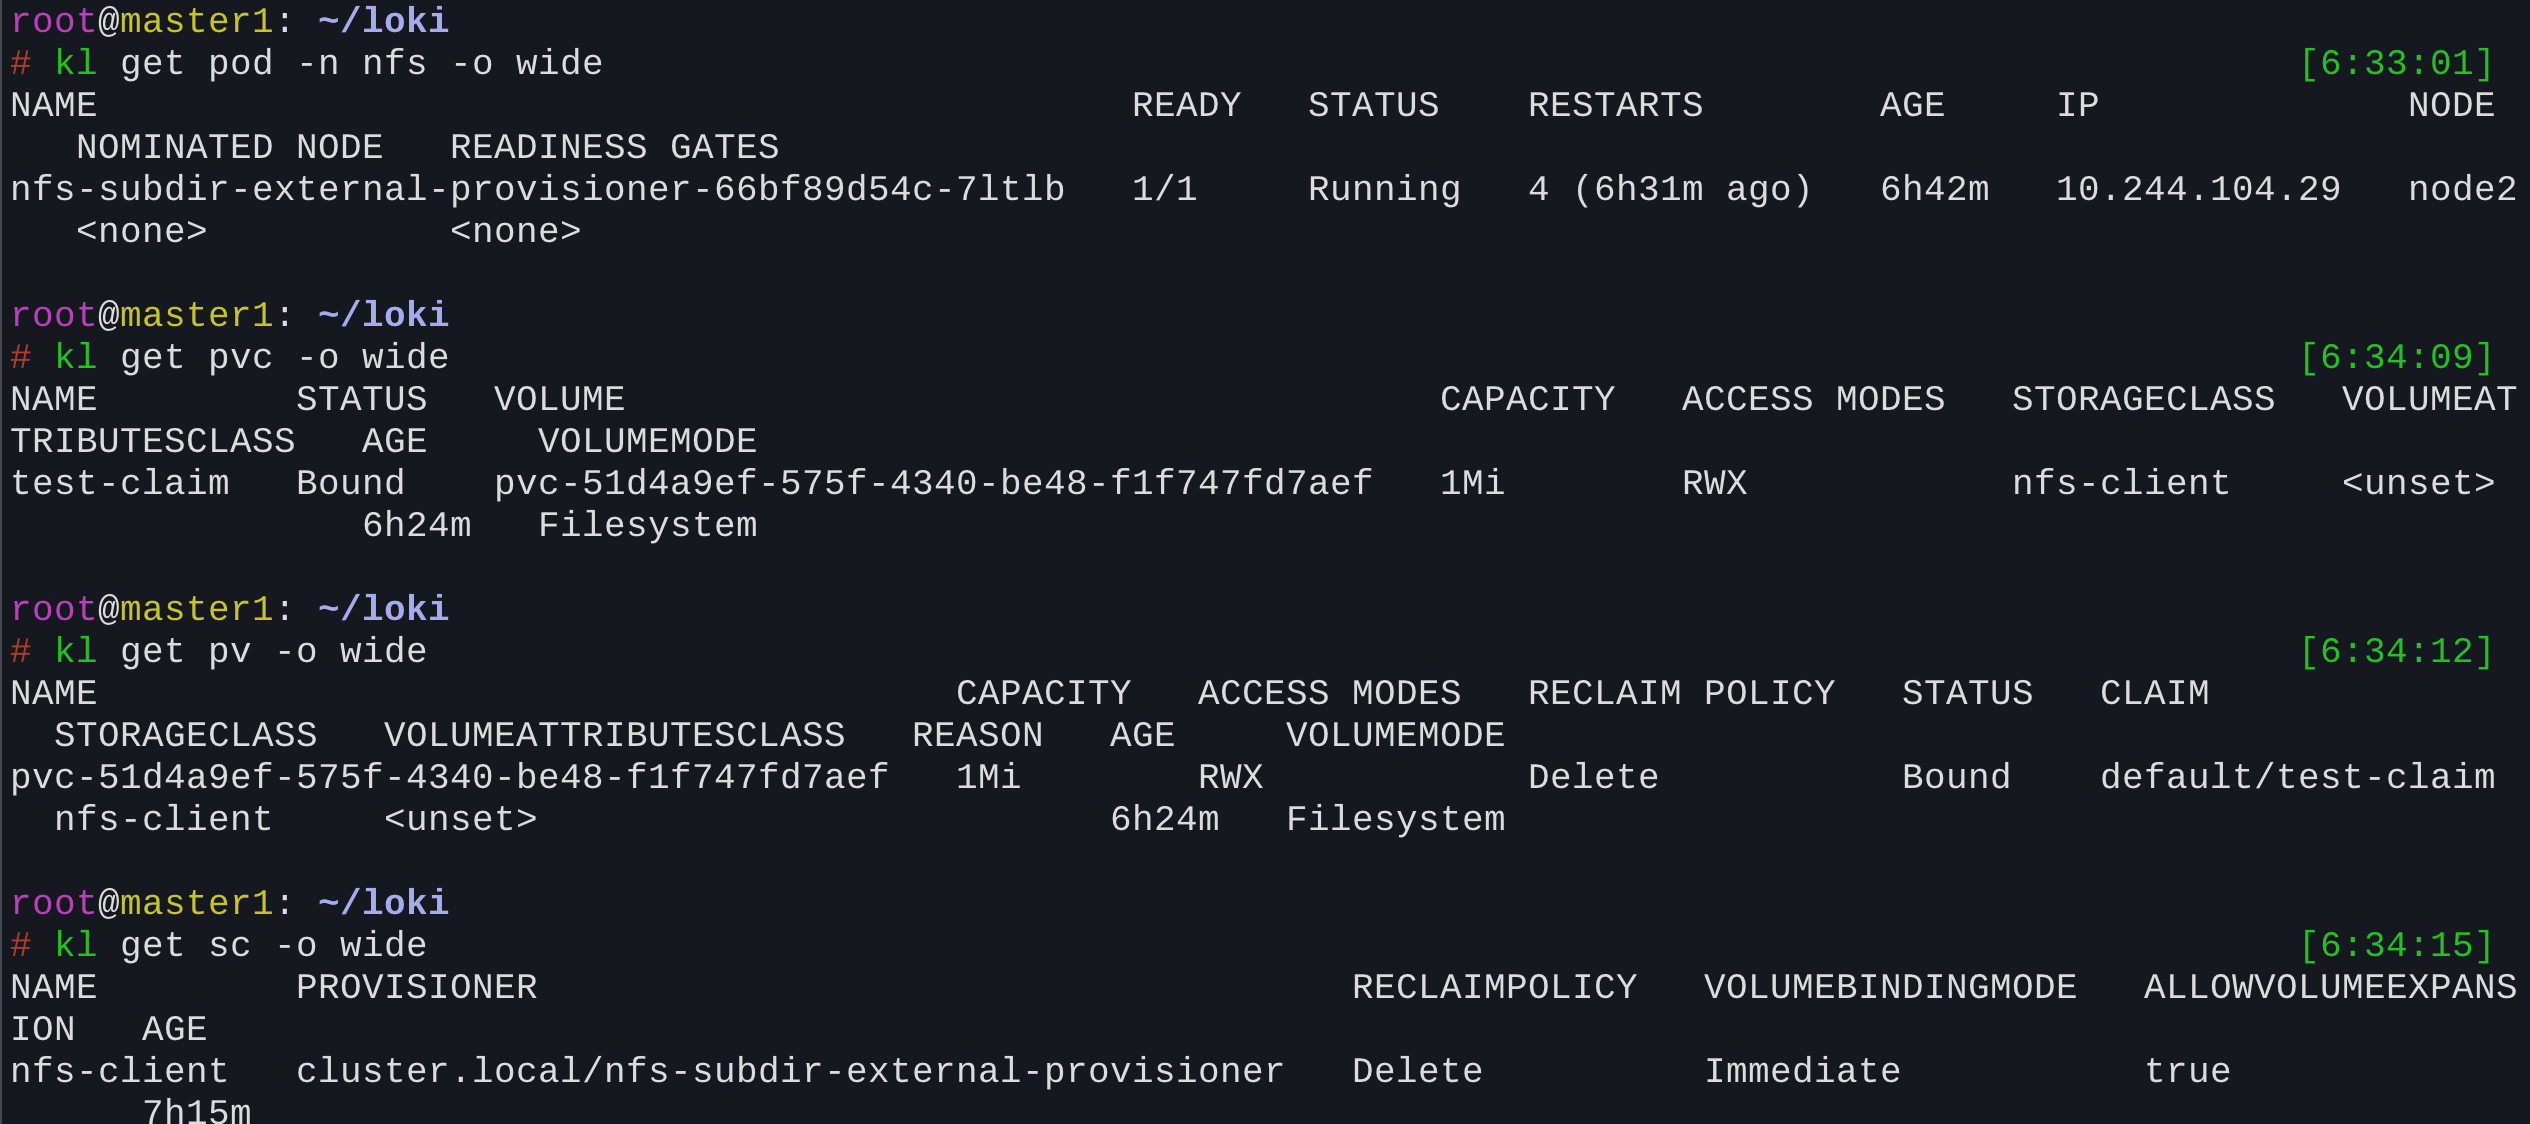 root@master1: ~/loki
# kl get pod -n nfs -o wide [6:33:01]
NAME READY STATUS RESTARTS AGE IP NODE
NOMINATED NODE READINESS GATES
nfs-subdir-external-provisioner-66bf89d54c-7ltlb 1/1 Running 4 (6h31m ago) 6h42m 10.244.104.29 node2
<none> <none>
root@master1: ~/loki
# kl get pvc -o wide [6:34:09]
NAME STATUS VOLUME CAPACITY ACCESS MODES STORAGECLASS VOLUMEAT
TRIBUTESCLASS AGE VOLUMEMODE
test-claim Bound pvc-51d4a9ef-575f-4340-be48-f1f747fd7aef 1Mi RWX nfs-client <unset>
6h24m Filesystem
root@master1: ~/loki
# kl get pv -o wide [6:34:12]
NAME CAPACITY ACCESS MODES RECLAIM POLICY STATUS CLAIM
STORAGECLASS VOLUMEATTRIBUTESCLASS REASON AGE VOLUMEMODE
pvc-51d4a9ef-575f-4340-be48-f1f747fd7aef 1Mi RWX Delete Bound default/test-claim
nfs-client <unset> 6h24m Filesystem
root@master1: ~/loki
# kl get sc -o wide [6:34:15]
NAME PROVISIONER RECLAIMPOLICY VOLUMEBINDINGMODE ALLOWVOLUMEEXPANS
ION AGE
nfs-client cluster.local/nfs-subdir-external-provisioner Delete Immediate true
7h15m